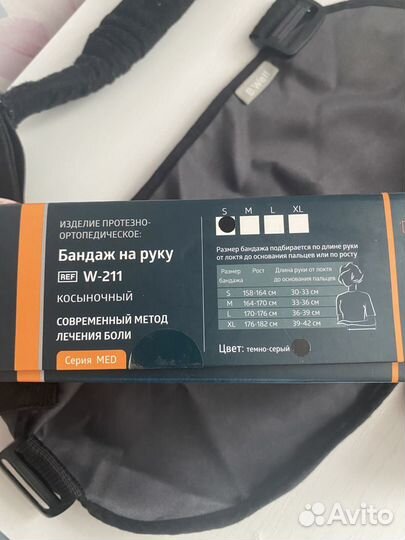 B.Well
ИЗДЕЛИЕ ПРОТЕЗНО-
ОРТОПЕДИЧЕСКОЕ:
Бандаж на руку
REF W-211
косыночный
СОВРЕМЕННЫЙ МЕТОД
ЛЕЧЕНИЯ БОЛИ
Серия MED
S M L XL
Размер бандажа подбирается по длине руки
от локтя до основания пальцев или по росту
Размер бандажа Рост Длина руки от локтя до основания пальцев
S 158-164 см 30-33 см
M 164-170 см 33-36 см
L 170-176 см 36-39 см
XL 176-182 см 39-42 см
Цвет: темно-серый
Avito